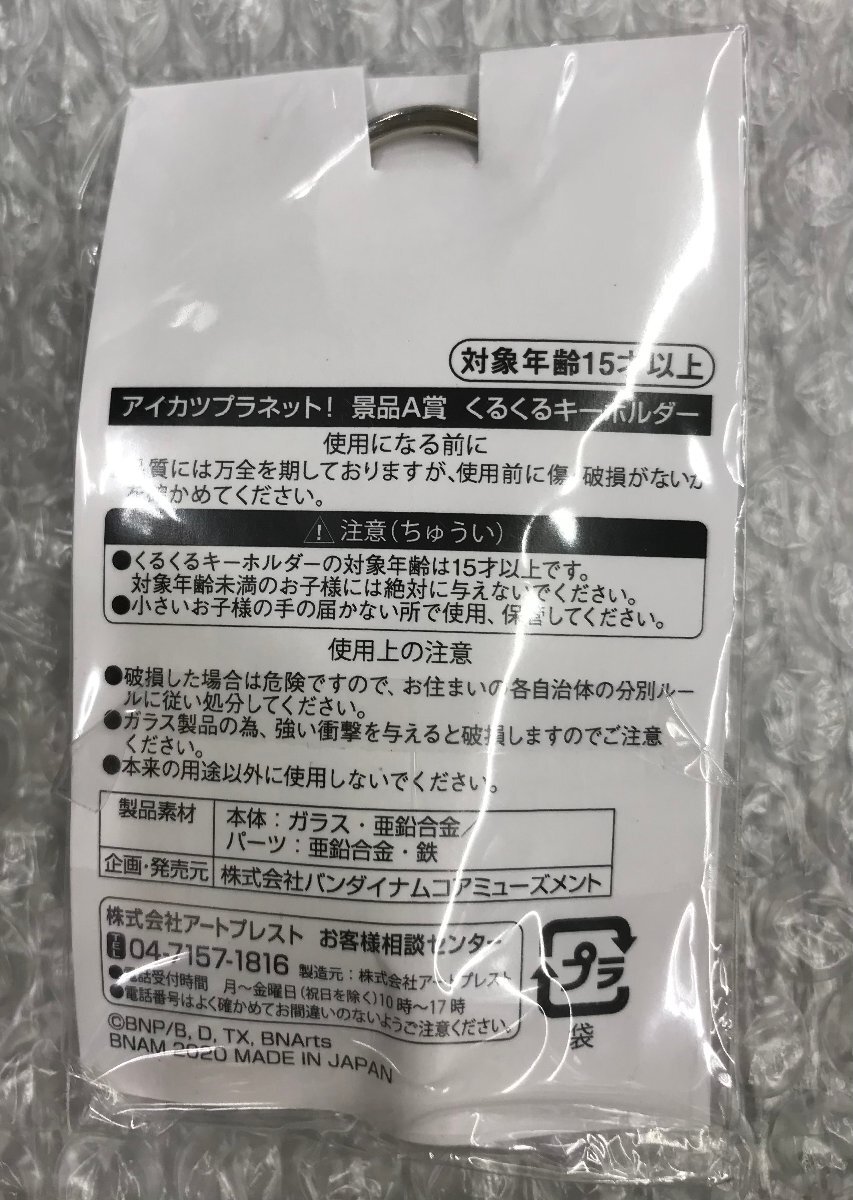 対象年齢15才以上
アイカツプラネット! 景品A賞 くるくるキーホルダー
使用になる前に
質には万全を期しておりますが、使用前に傷 破損がないか
確かめてください。
注意(ちゅうい)
●くるくるキーホルダーの対象年齢は15才以上です。
対象年齢未満のお子様には絶対に与えないでください。
●小さいお子様の手の届かない所で使用、保管してください。
使用上の注意
●破損した場合は危険ですので、お住まいの各自治体の分別ルー
ルに従い処分してください。
●ガラス製品の為、強い衝撃を与えると破損しますのでご注意
ください。
●本来の用途以外に使用しないでください。
製品素材 本体:ガラス・亜鉛合金/
パーツ:亜鉛合金・鉄
企画・発売元 株式会社バンダイナムコアミューズメント
株式会社アートプレスト お客様相談センター
TEL 04-7157-1816 製造元:株式会社アートプレスト
●電話受付時間 月~金曜日(祝日を除く)10時~17時
●電話番号はよく確かめてお間違いのないようご注意ください。
プラ
袋
©BNP/B, D, TX, BNArts
BNAM 2020 MADE IN JAPAN